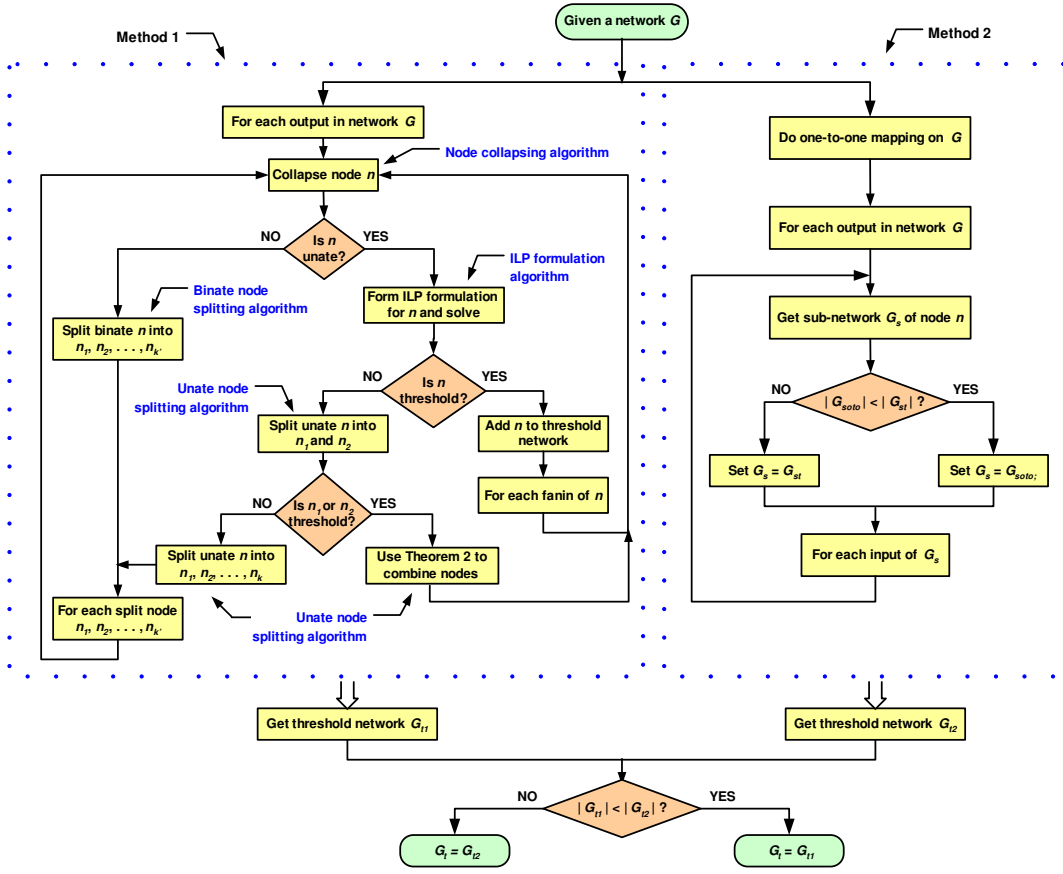 Given a network G
Method 1
Method 2
For each output in network G
Node collapsing algorithm
Collapse node n
Is n
unate?
NO
YES
ILP formulation
algorithm
Binate node
splitting algorithm
Form ILP formulation
for n and solve
Split binate n into
n1, n2, . . . , nk.
Is n
threshold?
NO
YES
Unate node
splitting algorithm
Split unate n into
n1 and n2
Add n to threshold
network
For each fanin of n
Is n1 or n2
threshold?
NO
YES
Split unate n into
n1, n2, . . . , nk
Use Theorem 2 to
combine nodes
For each split node
n1, n2, . . . , nk.
Unate node
splitting algorithm
Do one-to-one mapping on G
For each output in network G
Get sub-network Gs of node n
| Gsoto | < | Gst | ?
NO
YES
Set Gs = Gst
Set Gs = Gsoto;
For each input of Gs
Get threshold network Gt1
Get threshold network Gt2
| Gt1 | < | Gt2 | ?
NO
YES
Gt = Gt2
Gt = Gt1